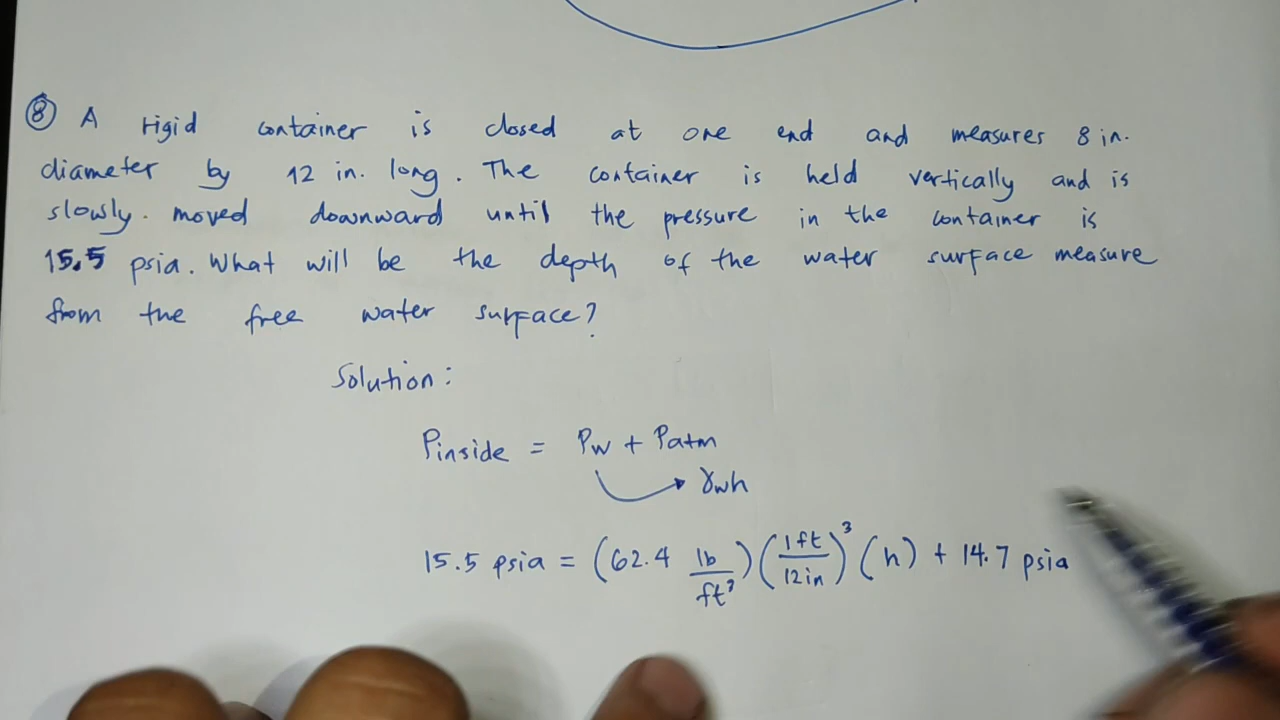 ⑧ A rigid container is closed at one end and measures 8 in.
diameter by 12 in. long. The container is held vertically and is
slowly. moved downward until the pressure in the container is
15.5 psia. What will be the depth of the water surface measure
from the free water surface?
Solution:
Pinside = Pw + Patm
γwh
15.5 psia = (62.4 lb/ft³)(1ft/12in)³(h) + 14.7 psia